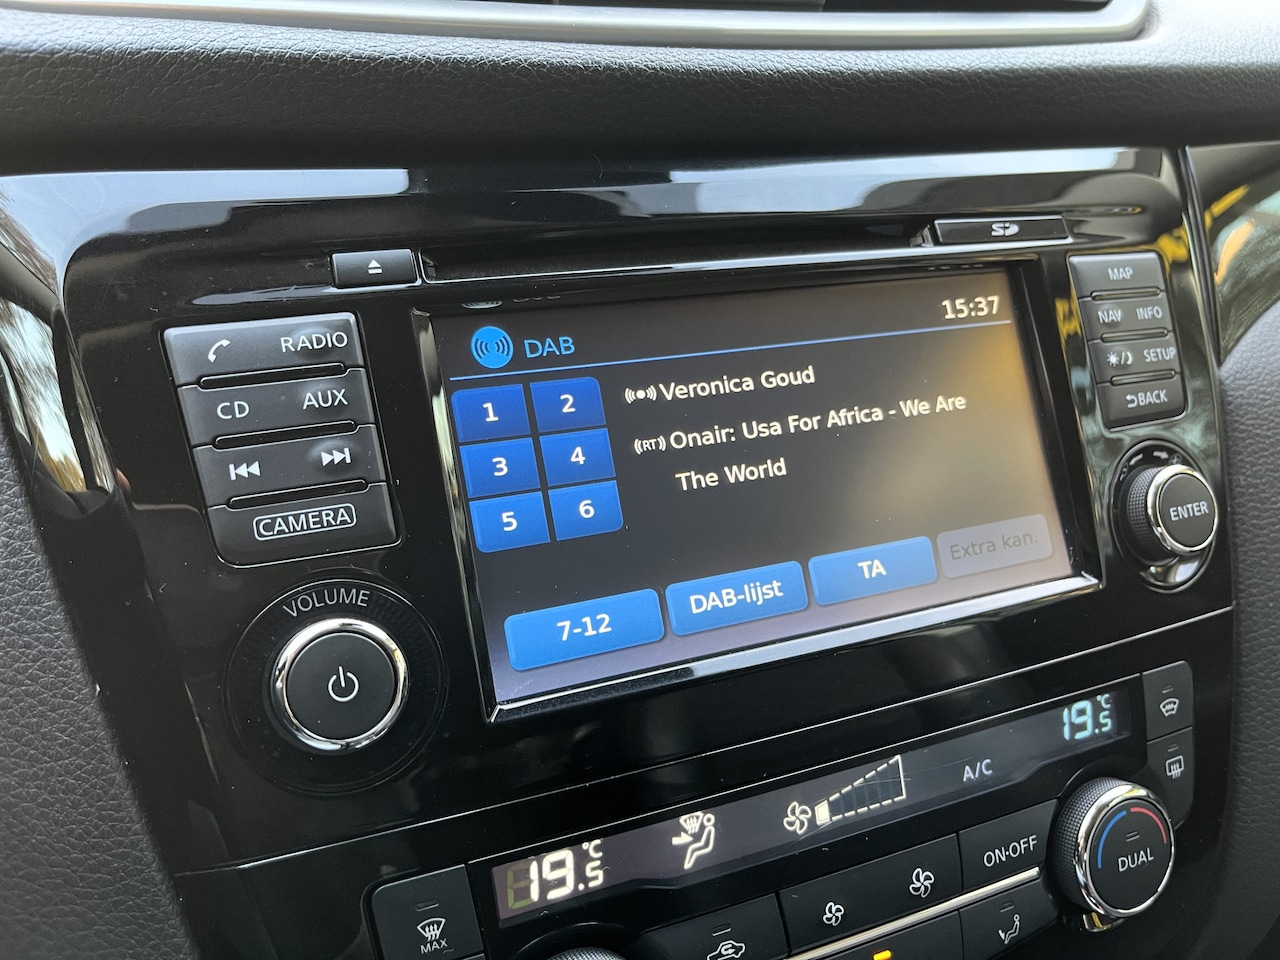 SD
MAP
NAV INFO
SETUP
BACK
ENTER
RADIO
CD AUX
CAMERA
VOLUME
DAB
15:37
1 2
3 4
5 6
Veronica Goud
(RT) Onair: Usa For Africa - We Are
The World
7-12
DAB-lijst
TA
Extra kan.
19.5 °C
A/C
19.5 °C
MAX
ON·OFF
DUAL